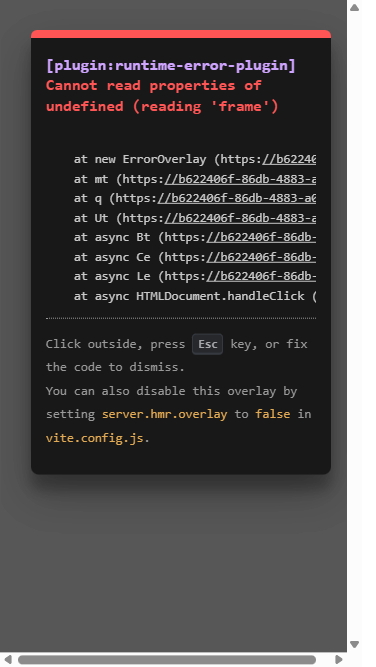 [plugin:runtime-error-plugin]
Cannot read properties of
undefined (reading 'frame')
at new ErrorOverlay (https://b62240
at mt (https://b622406f-86db-4883-a
at q (https://b622406f-86db-4883-a0
at Ut (https://b622406f-86db-4883-a
at async Bt (https://b622406f-86db-
at async Ce (https://b622406f-86db-
at async Le (https://b622406f-86db-
at async HTMLDocument.handleClick (
Click outside, press Esc key, or fix
the code to dismiss.
You can also disable this overlay by
setting server.hmr.overlay to false in
vite.config.js.